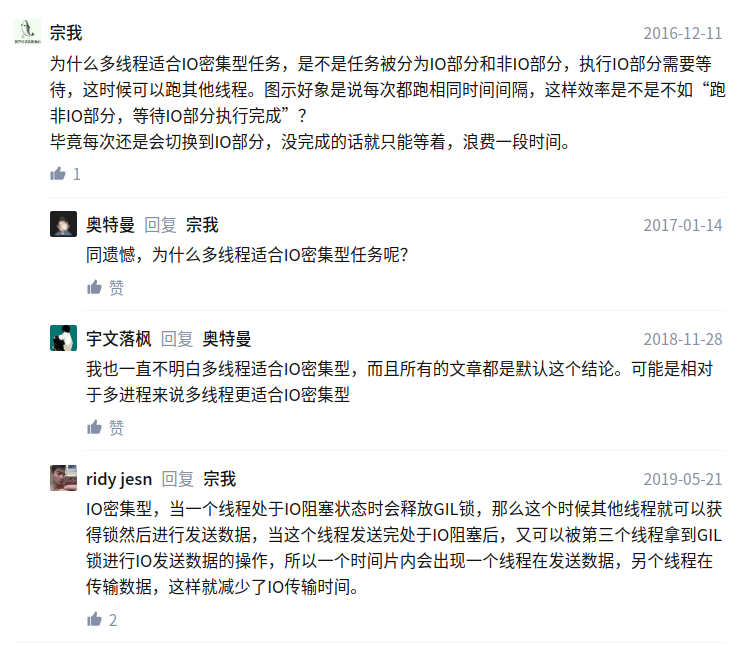 宗我 2016-12-11
为什么多线程适合IO密集型任务，是不是任务被分为IO部分和非IO部分，执行IO部分需要等
待，这时候可以跑其他线程。图示好象是说每次都跑相同时间间隔，这样效率是不是不如“跑
非IO部分，等待IO部分执行完成”？
毕竟每次还是会切换到IO部分，没完成的话就只能等着，浪费一段时间。
1
奥特曼 回复 宗我 2017-01-14
同遗憾，为什么多线程适合IO密集型任务呢？
赞
宇文落枫 回复 奥特曼 2018-11-28
我也一直不明白多线程适合IO密集型，而且所有的文章都是默认这个结论。可能是相对
于多进程来说多线程更适合IO密集型
赞
ridy jesn 回复 宗我 2019-05-21
IO密集型，当一个线程处于IO阻塞状态时会释放GIL锁，那么这个时候其他线程就可以获
得锁然后进行发送数据，当这个线程发送完处于IO阻塞后，又可以被第三个线程拿到GIL
锁进行IO发送数据的操作，所以一个时间片内会出现一个线程在发送数据，另个线程在
传输数据，这样就减少了IO传输时间。
2